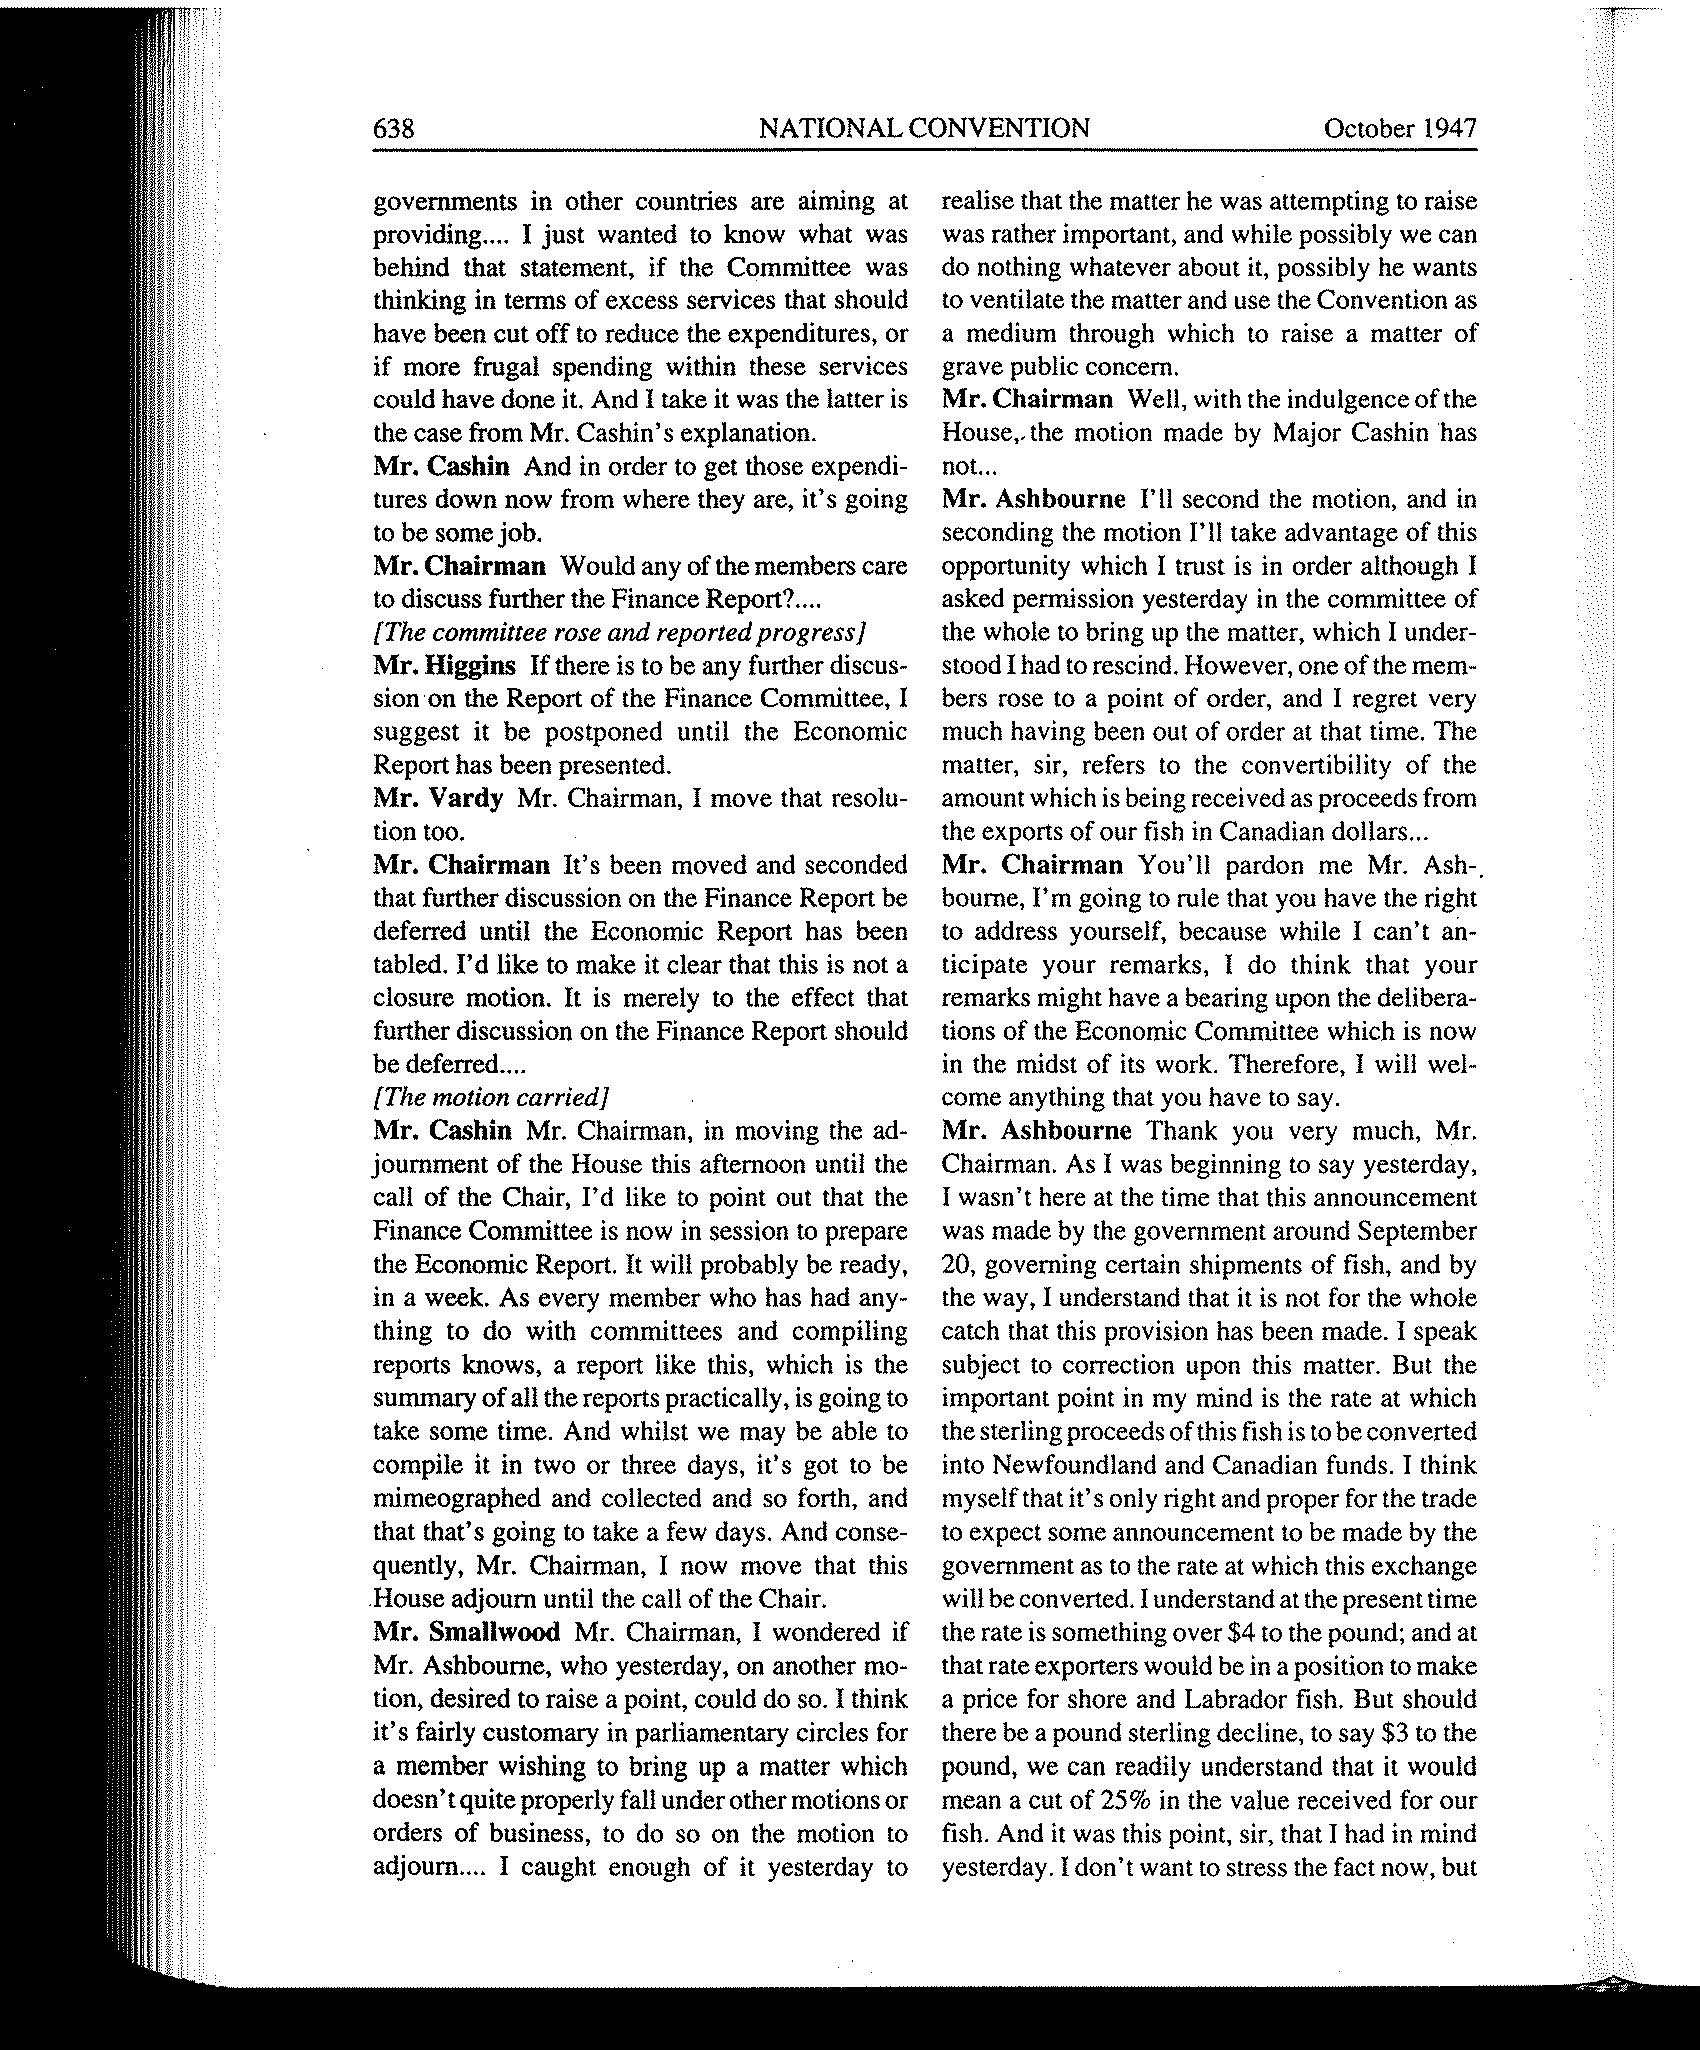 638 NATIONAL CONVENTION October 1947
governments in other countries are aiming at
providing.... I just wanted to know what was
behind that statement, if the Committee was
thinking in terms of excess services that should
have been cut off to reduce the expenditures, or
if more frugal spending within these services
could have done it. And I take it was the latter is
the case from Mr. Cashin's explanation.
Mr. Cashin And in order to get those expendi-
tures down now from where they are, it's going
to be some job.
Mr. Chairman Would any of the members care
to discuss further the Finance Report?....
[The committee rose and reported progress]
Mr. Higgins If there is to be any further discus-
sion on the Report of the Finance Committee, I
suggest it be postponed until the Economic
Report has been presented.
Mr. Vardy Mr. Chairman, I move that resolu-
tion too.
Mr. Chairman It's been moved and seconded
that further discussion on the Finance Report be
deferred until the Economic Report has been
tabled. I'd like to make it clear that this is not a
closure motion. It is merely to the effect that
further discussion on the Finance Report should
be deferred....
[The motion carried]
Mr. Cashin Mr. Chairman, in moving the ad-
journment of the House this afternoon until the
call of the Chair, I'd like to point out that the
Finance Committee is now in session to prepare
the Economic Report. It will probably be ready,
in a week. As every member who has had any-
thing to do with committees and compiling
reports knows, a report like this, which is the
summary of all the reports practically, is going to
take some time. And whilst we may be able to
compile it in two or three days, it's got to be
mimeographed and collected and so forth, and
that that's going to take a few days. And conse-
quently, Mr. Chairman, I now move that this
House adjourn until the call of the Chair.
Mr. Smallwood Mr. Chairman, I wondered if
Mr. Ashbourne, who yesterday, on another mo-
tion, desired to raise a point, could do so. I think
it's fairly customary in parliamentary circles for
a member wishing to bring up a matter which
doesn't quite properly fall under other motions or
orders of business, to do so on the motion to
adjourn.... I caught enough of it yesterday to
realise that the matter he was attempting to raise
was rather important, and while possibly we can
do nothing whatever about it, possibly he wants
to ventilate the matter and use the Convention as
a medium through which to raise a matter of
grave public concern.
Mr. Chairman Well, with the indulgence of the
House, the motion made by Major Cashin has
not...
Mr. Ashbourne I'll second the motion, and in
seconding the motion I'll take advantage of this
opportunity which I trust is in order although I
asked permission yesterday in the committee of
the whole to bring up the matter, which I under-
stood I had to rescind. However, one of the mem-
bers rose to a point of order, and I regret very
much having been out of order at that time. The
matter, sir, refers to the convertibility of the
amount which is being received as proceeds from
the exports of our fish in Canadian dollars...
Mr. Chairman You'll pardon me Mr. Ash-
bourne, I'm going to rule that you have the right
to address yourself, because while I can't an-
ticipate your remarks, I do think that your
remarks might have a bearing upon the delibera-
tions of the Economic Committee which is now
in the midst of its work. Therefore, I will wel-
come anything that you have to say.
Mr. Ashbourne Thank you very much, Mr.
Chairman. As I was beginning to say yesterday,
I wasn't here at the time that this announcement
was made by the government around September
20, governing certain shipments of fish, and by
the way, I understand that it is not for the whole
catch that this provision has been made. I speak
subject to correction upon this matter. But the
important point in my mind is the rate at which
the sterling proceeds of this fish is to be converted
into Newfoundland and Canadian funds. I think
myself that it's only right and proper for the trade
to expect some announcement to be made by the
government as to the rate at which this exchange
will be converted. I understand at the present time
the rate is something over $4 to the pound; and at
that rate exporters would be in a position to make
a price for shore and Labrador fish. But should
there be a pound sterling decline, to say $3 to the
pound, we can readily understand that it would
mean a cut of 25% in the value received for our
fish. And it was this point, sir, that I had in mind
yesterday. I don't want to stress the fact now, but